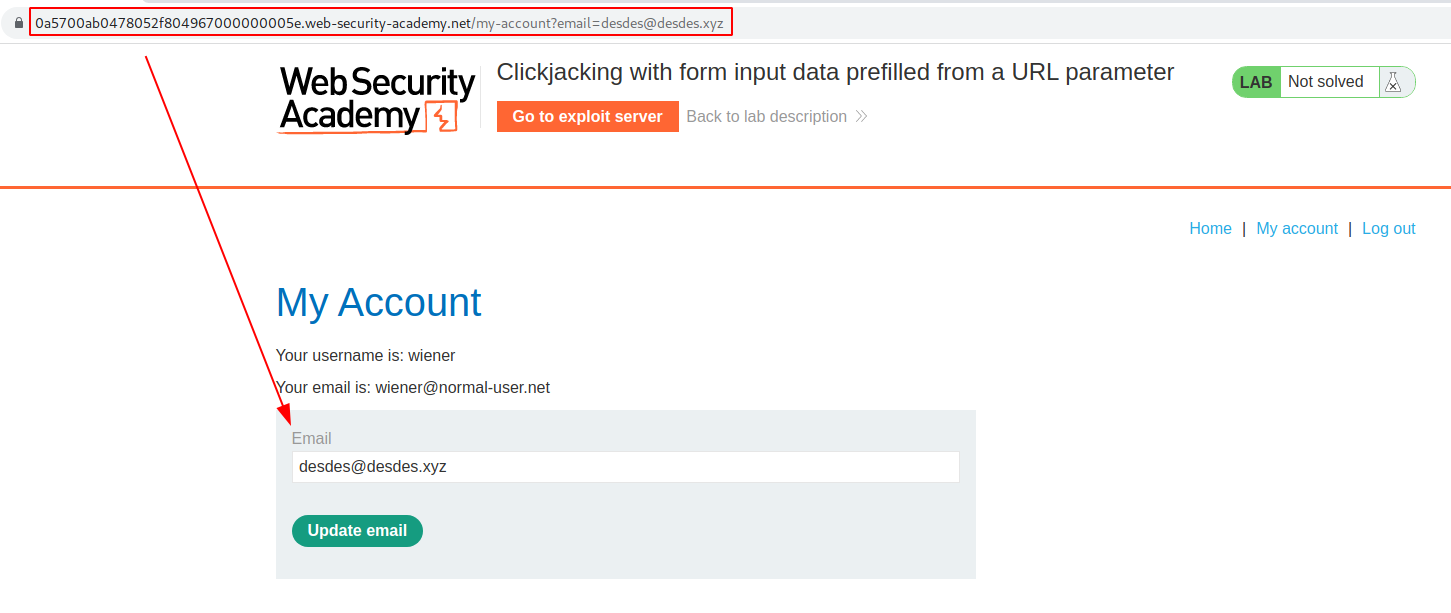 0a5700ab0478052f804967000000005e.web-security-academy.net/my-account?email=desdes@desdes.xyz
Web Security
Academy
Clickjacking with form input data prefilled from a URL parameter
Go to exploit server
Back to lab description
LAB Not solved
Home | My account | Log out
My Account
Your username is: wiener
Your email is: wiener@normal-user.net
Email
desdes@desdes.xyz
Update email